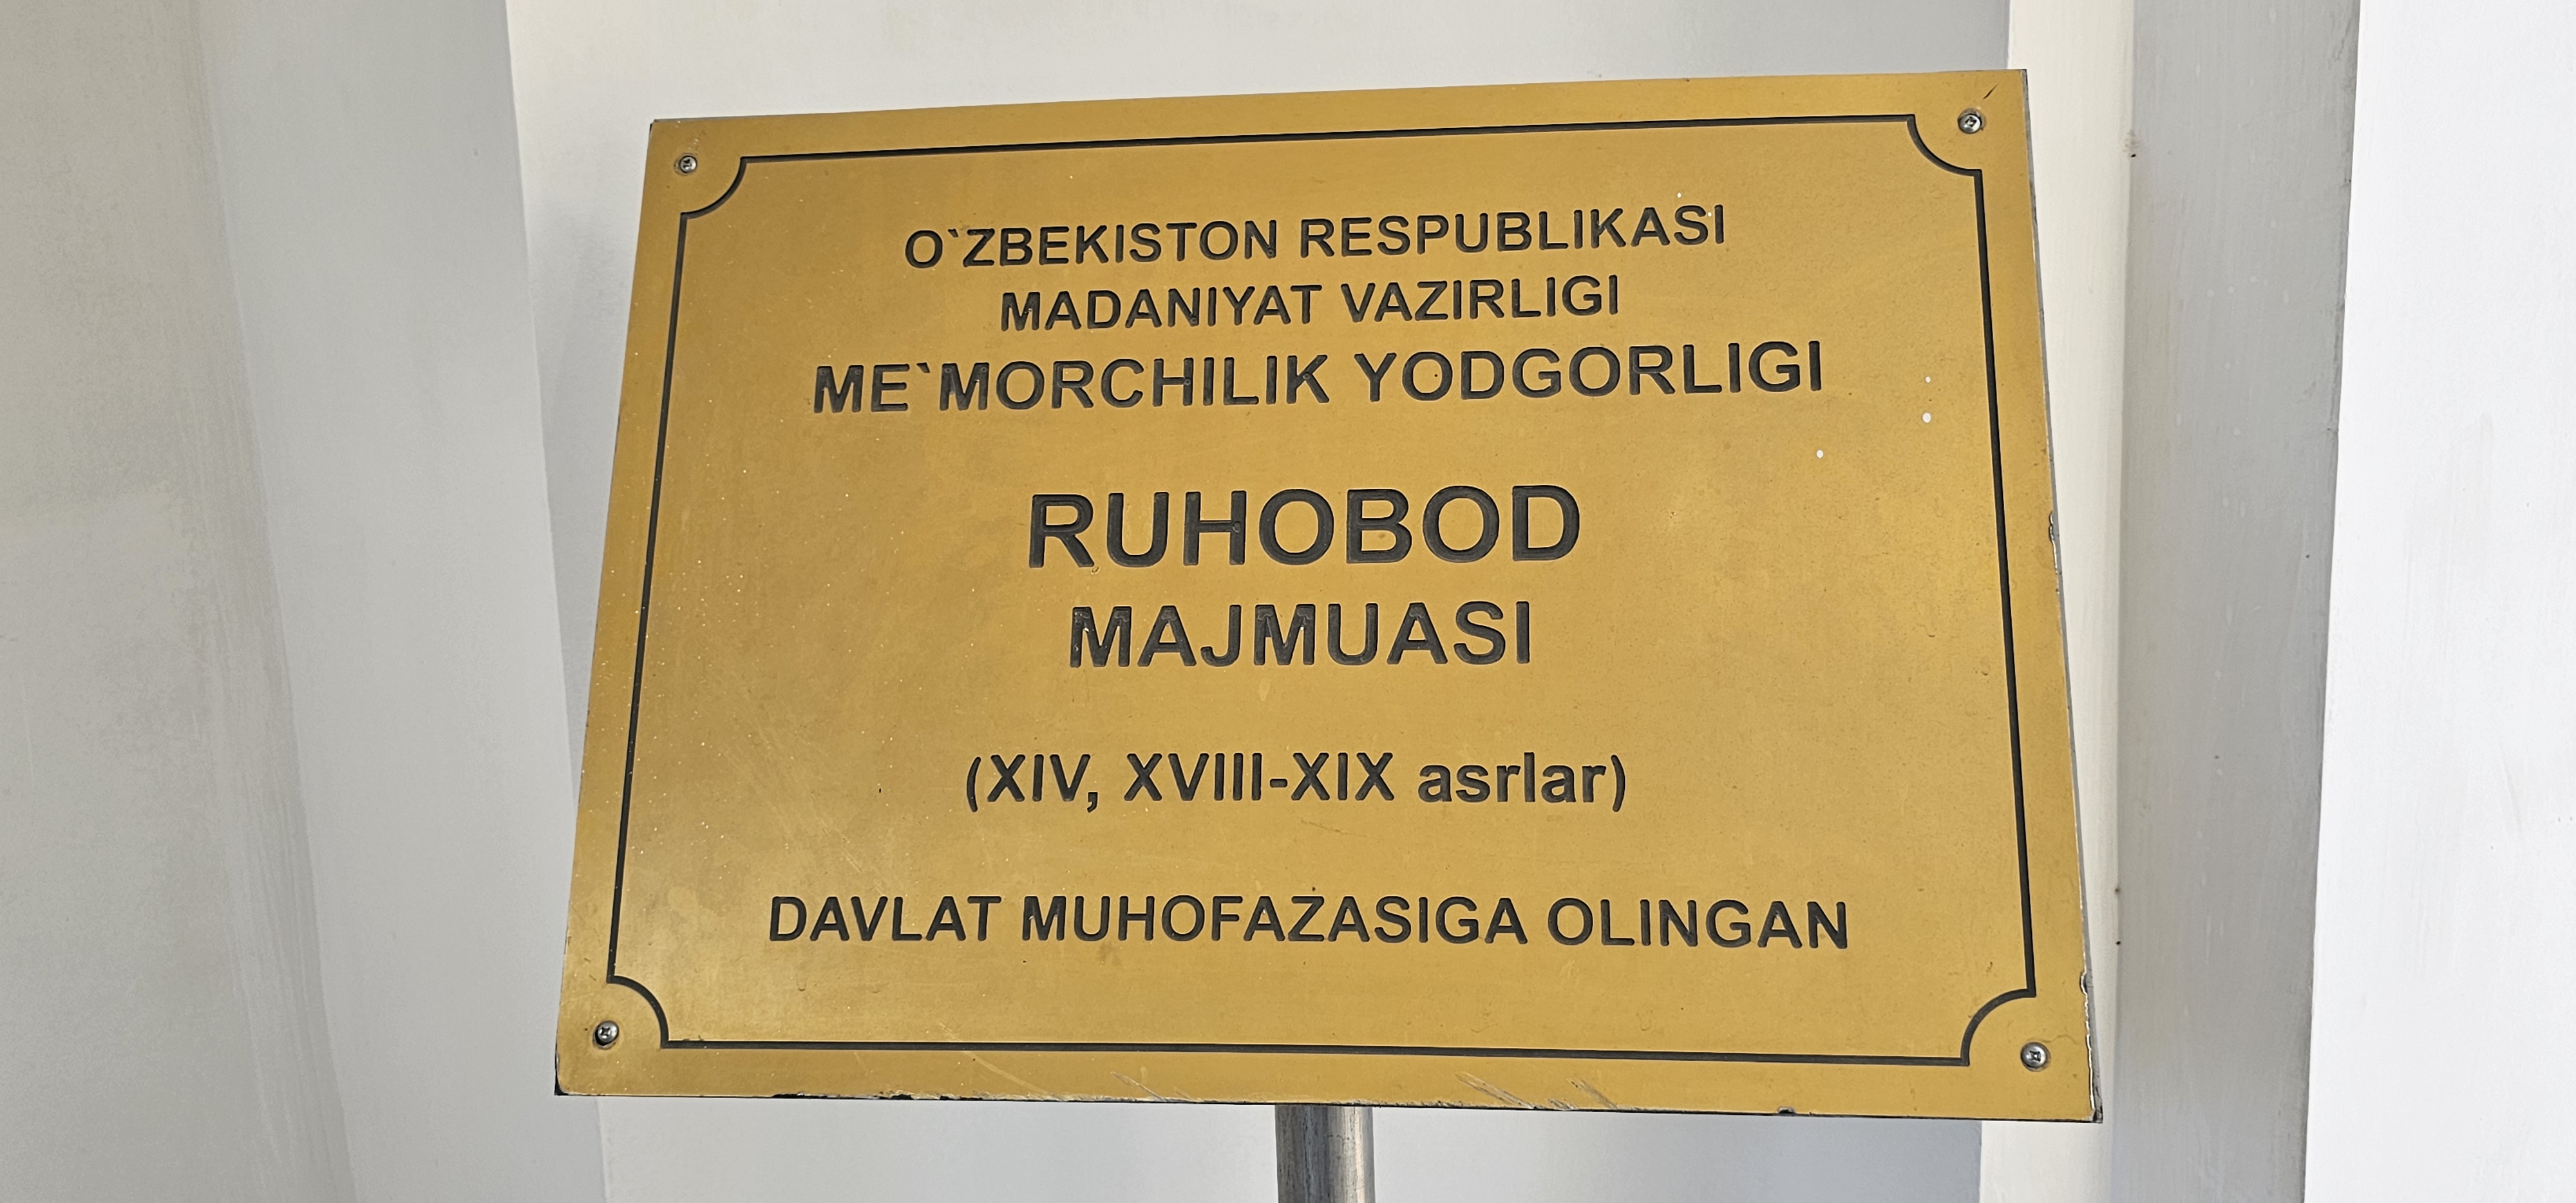 O`ZBEKISTON RESPUBLIKASI
MADANIYAT VAZIRLIGI
ME`MORCHILIK YODGORLIGI
RUHOBOD
MAJMUASI
(XIV, XVIII-XIX asrlar)
DAVLAT MUHOFAZASIGA OLINGAN